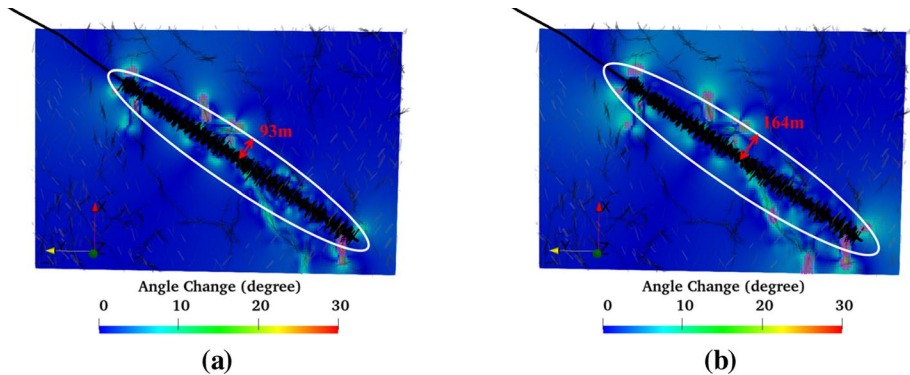 93m
X
Y
Z
Angle Change (degree)
0 10 20 30
(a)
164m
X
Y
Z
Angle Change (degree)
0 10 20 30
(b)